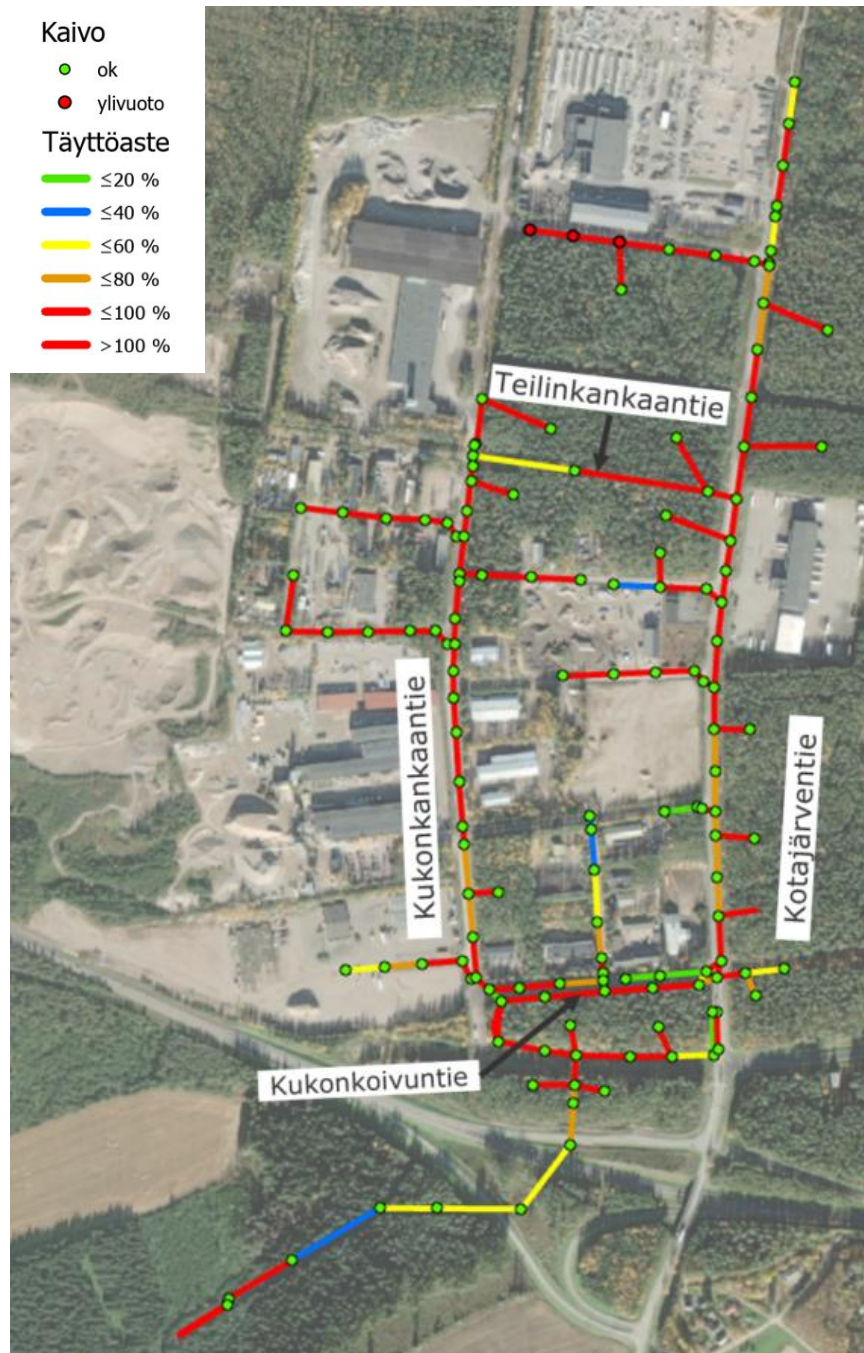 Kaivo
ok
ylivuoto
Täyttöaste
≤20 %
≤40 %
≤60 %
≤80 %
≤100 %
>100 %
Teilinkankaantie
Kukonkankaantie
Kotajärventie
Kukonkoivuntie